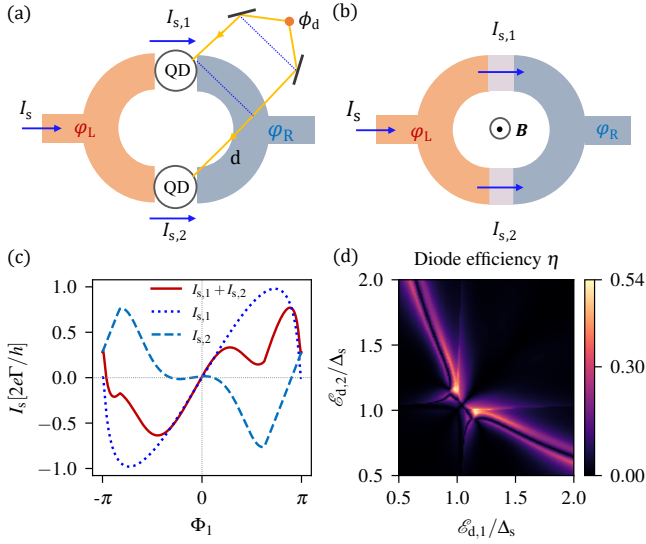 (a)
I_s,1
ϕ_d
QD
I_s
φ_L
φ_R
d
QD
I_s,2
(b)
I_s,1
I_s
φ_L
B
φ_R
I_s,2
(c)
I_s,1 + I_s,2
I_s,1
I_s,2
1.0
0.5
0.0
−0.5
−1.0
I_s[2eΓ/ℏ]
-π
0
π
Φ_1
(d)
Diode efficiency η
2.0
1.5
1.0
0.5
ℰ_d,2/Δ_s
0.5
1.0
1.5
2.0
ℰ_d,1/Δ_s
0.54
0.30
0.00